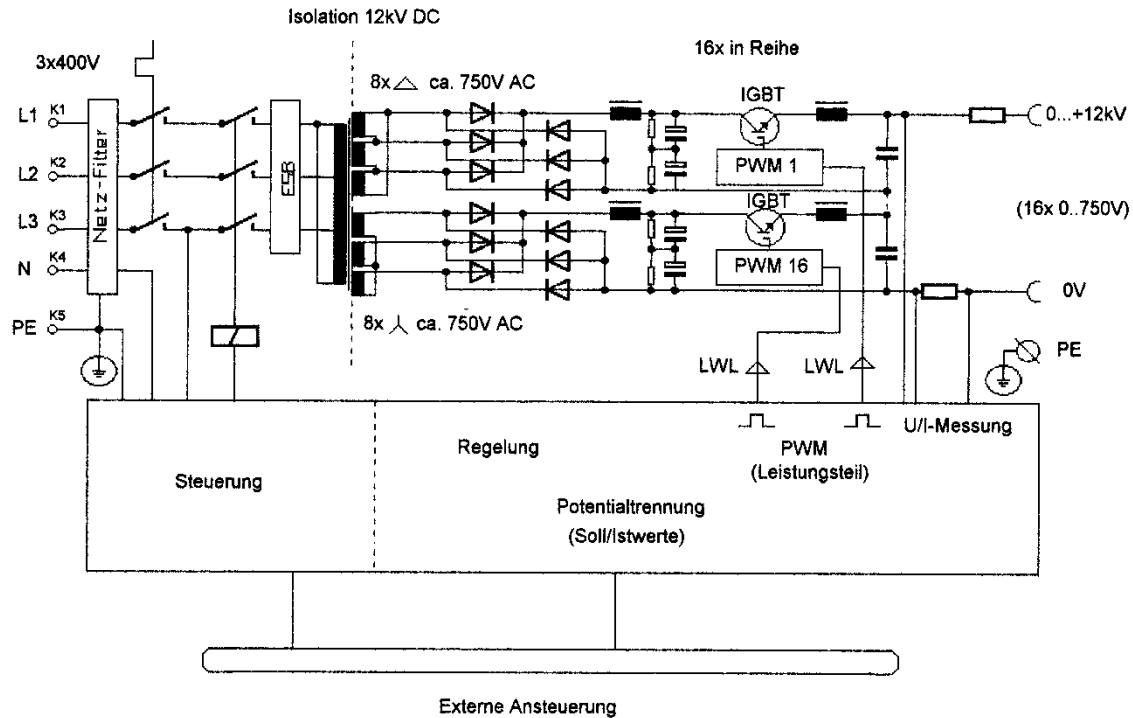 Isolation 12kV DC
16x in Reihe
3x400V
8x ca. 750V AC
IGBT
L1 K1
0...+12kV
PWM 1
L2 K2
Netz-Filter
IGBT
(16x 0..750V)
L3 K3
PWM 16
N K4
0V
PE K5
8x ca. 750V AC
PE
LWL
LWL
U/I-Messung
Regelung
PWM
(Leistungsteil)
Steuerung
Potentialtrennung
(Soll/Istwerte)
Externe Ansteuerung